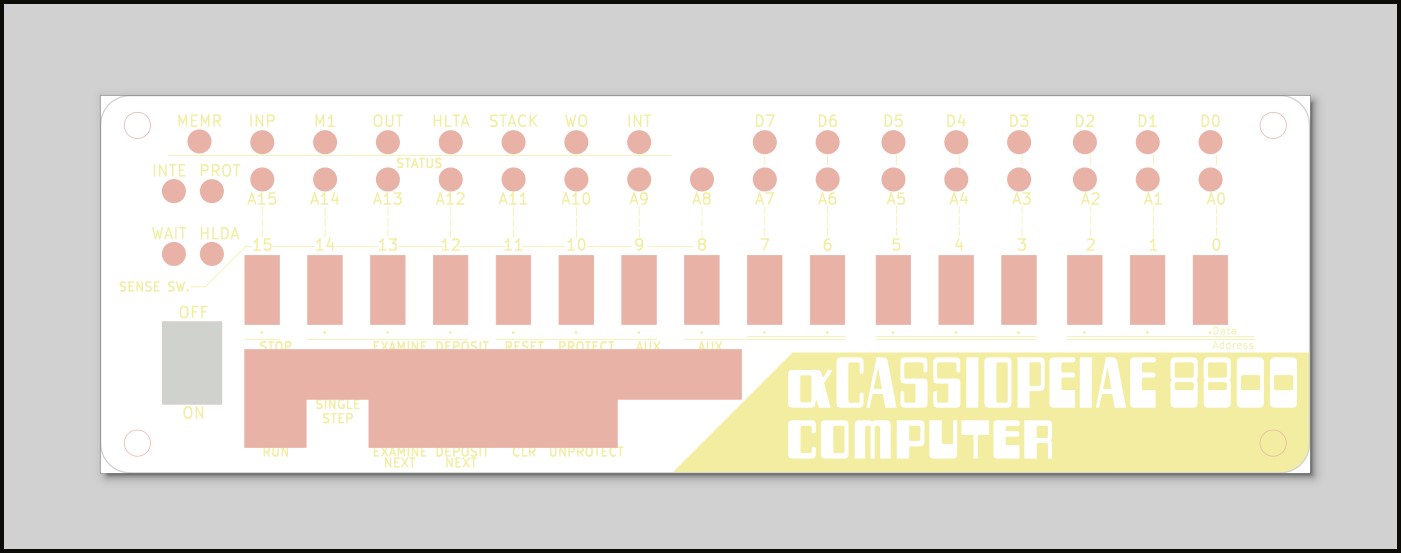 MEMR INP M1 OUT HLTA STACK WO INT D7 D6 D5 D4 D3 D2 D1 D0
STATUS
INTE PROT
A15 A14 A13 A12 A11 A10 A9 A8 A7 A6 A5 A4 A3 A2 A1 A0
WAIT HLDA
15 14 13 12 11 10 9 8 7 6 5 4 3 2 1 0
SENSE SW.
OFF
Data
STOP EXAMINE DEPOSIT RESET PROTECT AUX AUX Address
αCASSIOPEIAE 8800
SINGLE
STEP
ON
COMPUTER
RUN EXAMINE DEPOSIT CLR UNPROTECT
NEXT NEXT